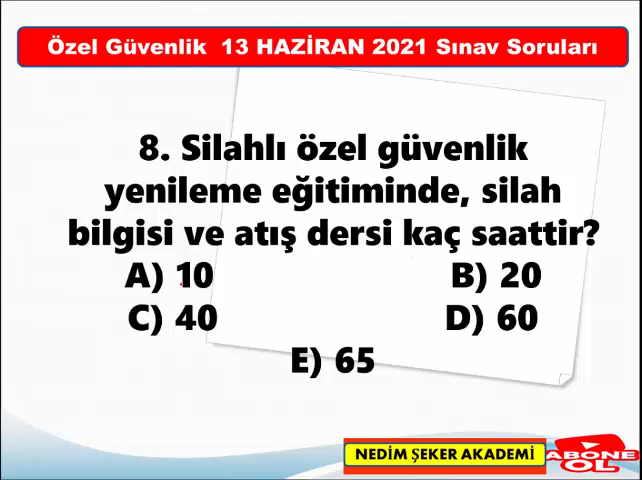 Özel Güvenlik 13 HAZİRAN 2021 Sınav Soruları
8. Silahlı özel güvenlik
yenileme eğitiminde, silah
bilgisi ve atış dersi kaç saattir?
A) 10 B) 20
C) 40 D) 60
E) 65
NEDİM ŞEKER AKADEMİ
ABONE
OL